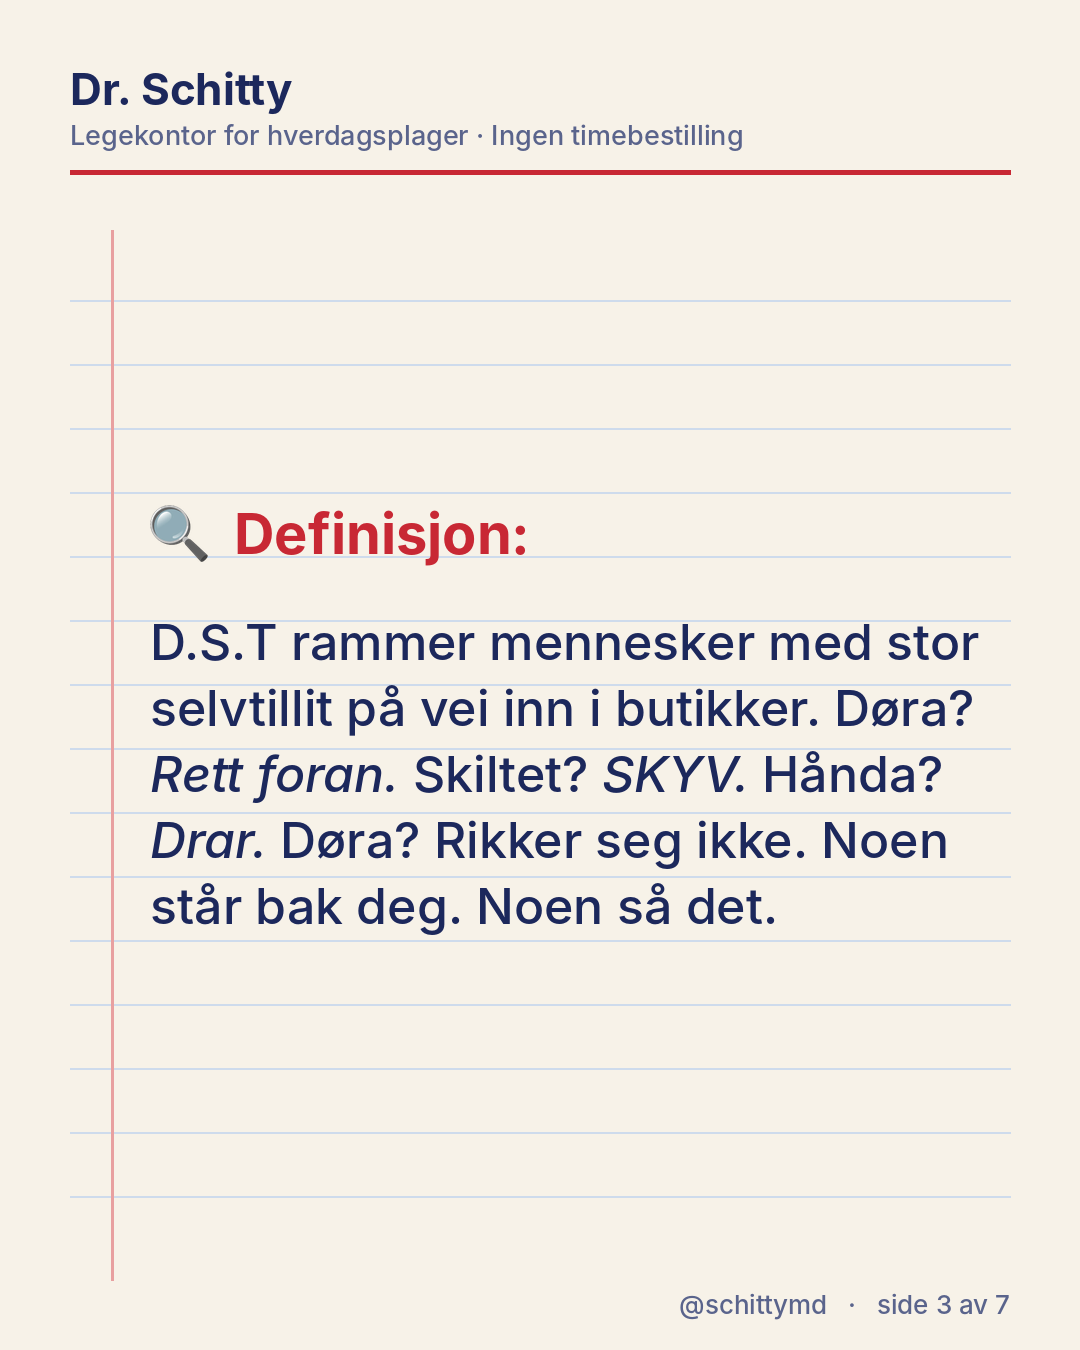 Dr. Schitty
Legekontor for hverdagsplager · Ingen timebestilling
🔍 Definisjon:
D.S.T rammer mennesker med stor
selvtillit på vei inn i butikker. Døra?
Rett foran. Skiltet? SKYV. Hånda?
Drar. Døra? Rikker seg ikke. Noen
står bak deg. Noen så det.
@schittymd · side 3 av 7